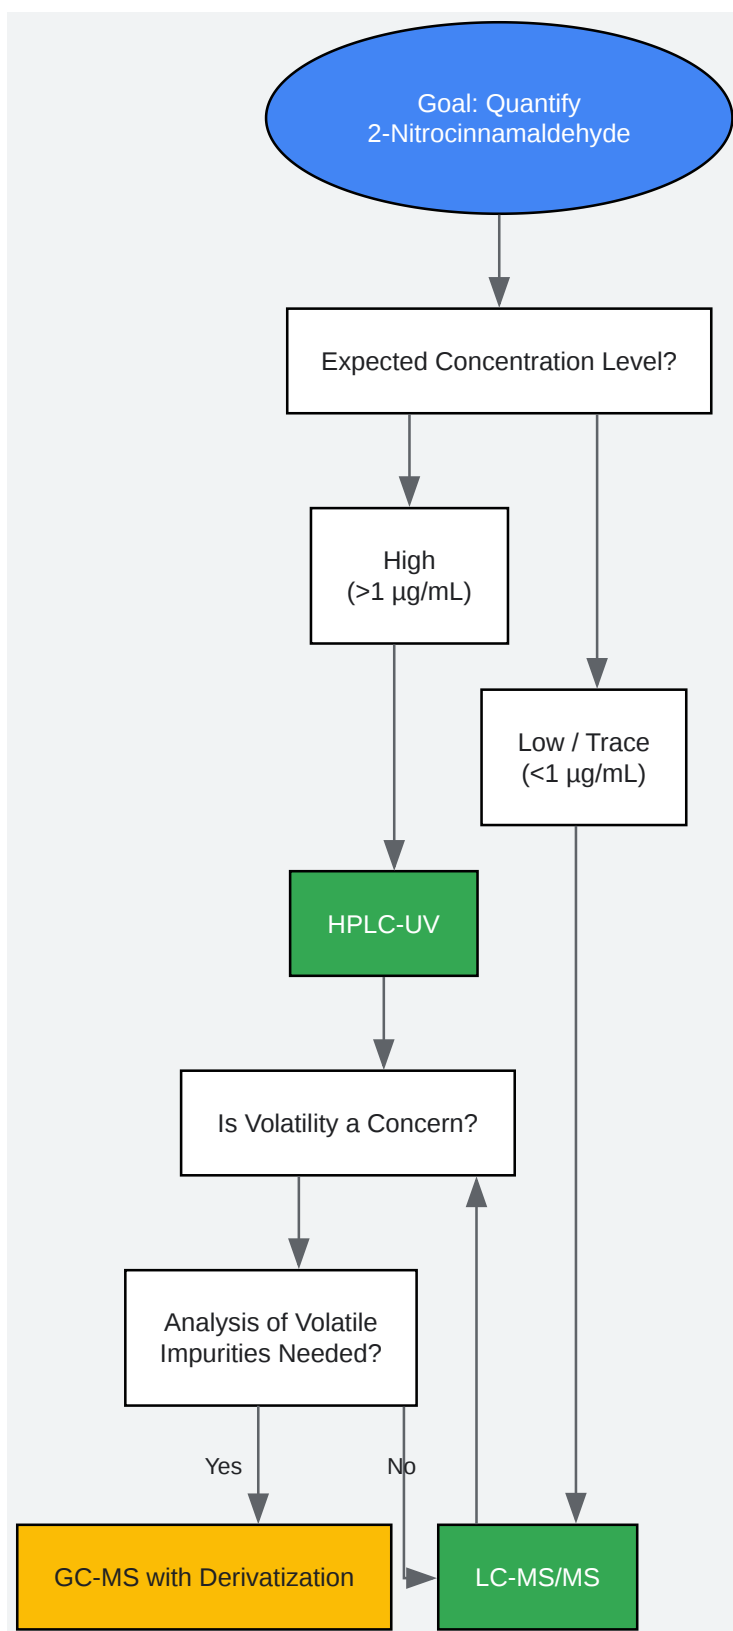 Goal: Quantify
2-Nitrocinnamaldehyde
Expected Concentration Level?
High
(>1 µg/mL)
Low / Trace
(<1 µg/mL)
HPLC-UV
Is Volatility a Concern?
Analysis of Volatile
Impurities Needed?
Yes
No
GC-MS with Derivatization
LC-MS/MS